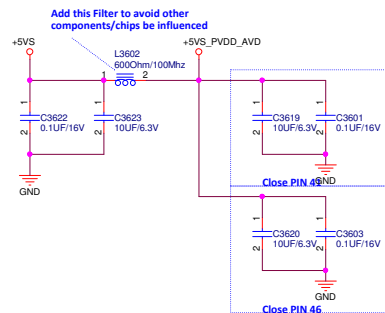 Add this Filter to avoid other
components/chips be influenced
+5VS
L3602
+5VS_PVDD_AVD
600Ohm/100Mhz
1
2
1
2
C3622
0.1UF/16V
1
2
C3623
10UF/6.3V
1
2
C3619
10UF/6.3V
1
2
C3601
0.1UF/16V
GND
GND
Close PIN 41
1
2
C3620
10UF/6.3V
1
2
C3603
0.1UF/16V
GND
Close PIN 46